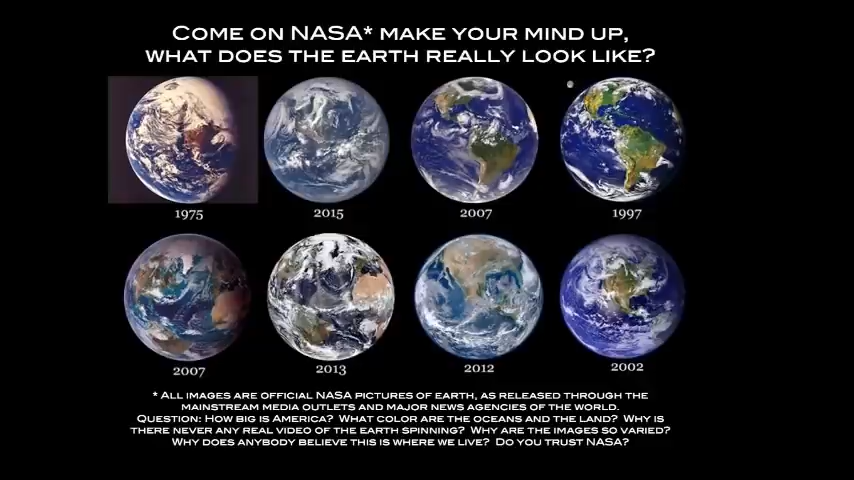 Come on NASA* make your mind up,
what does the earth really look like?
1975
2015
2007
1997
2007
2013
2012
2002
* All images are official NASA pictures of earth, as released through the
mainstream media outlets and major news agencies of the world.
Question: How big is America? What color are the oceans and the land? Why is
there never any real video of the earth spinning? Why are the images so varied?
Why does anybody believe this is where we live? Do you trust NASA?